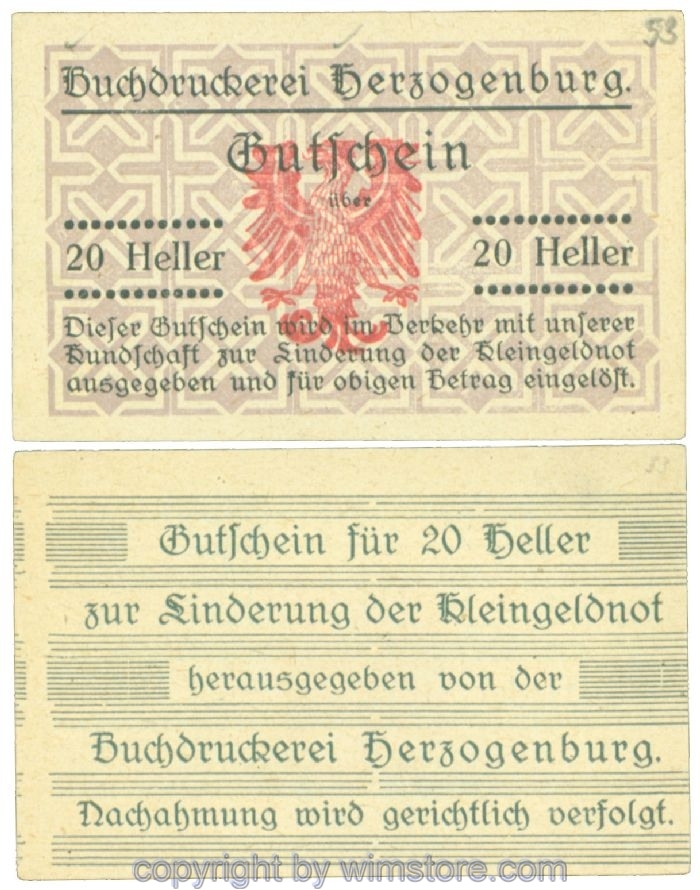 53
Buchdruckerei Herzogenburg.
Gutschein
über
20 Heller
20 Heller
Dieser Gutschein wird im Verkehr mit unserer
Kundschaft zur Linderung der Kleingeldnot
ausgegeben und für obigen Betrag eingelöst.
53
Gutschein für 20 Heller
zur Linderung der Kleingeldnot
herausgegeben von der
Buchdruckerei Herzogenburg.
Nachahmung wird gerichtlich verfolgt.
copyright by wimstore.com